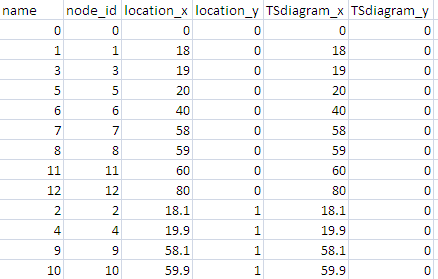 name node_id location_x location_y TSdiagram_x TSdiagram_y
0 0 0 0 0 0
1 1 18 0 18 0
3 3 19 0 19 0
5 5 20 0 20 0
6 6 40 0 40 0
7 7 58 0 58 0
8 8 59 0 59 0
11 11 60 0 60 0
12 12 80 0 80 0
2 2 18.1 1 18.1 0
4 4 19.9 1 19.9 0
9 9 58.1 1 58.1 0
10 10 59.9 1 59.9 0